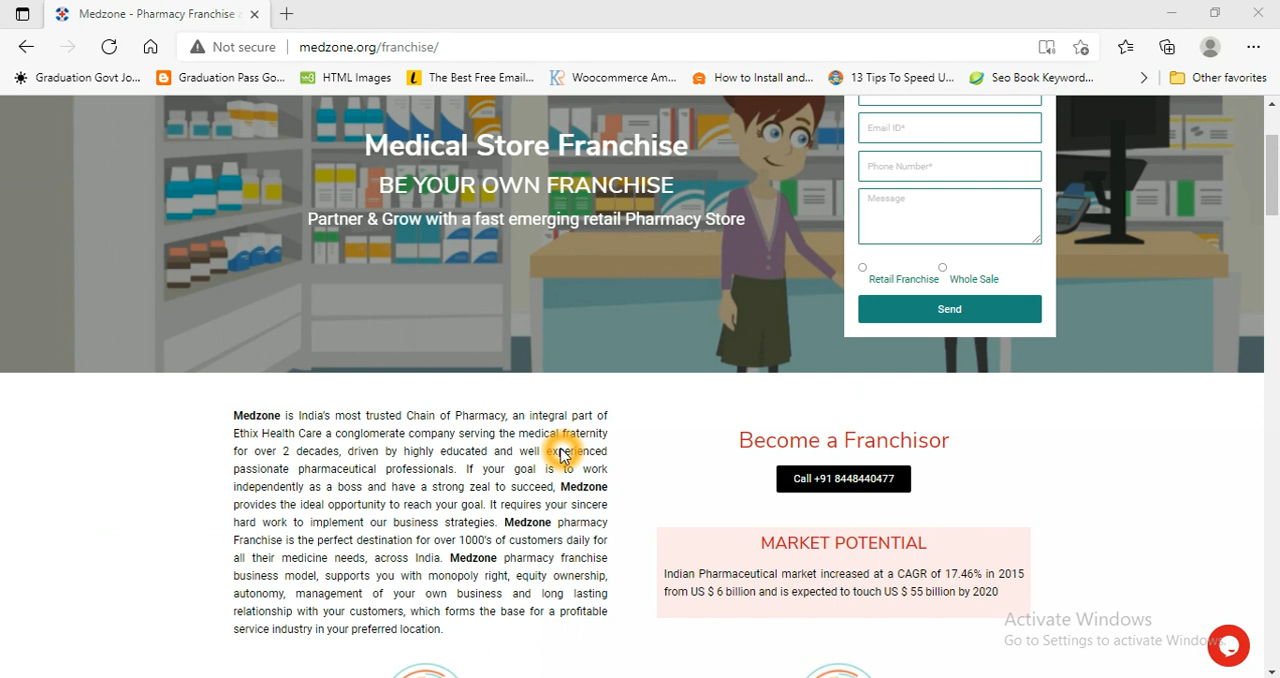 Medzone - Pharmacy Franchise
Not secure
medzone.org/franchise/
Graduation Govt Jo...
Graduation Pass Go...
HTML Images
The Best Free Email...
Woocommerce Am...
How to Install and...
13 Tips To Speed U...
Seo Book Keyword...
Other favorites
Medical Store Franchise
BE YOUR OWN FRANCHISE
Partner & Grow with a fast emerging retail Pharmacy Store
Email ID*
Phone Number*
Message
Retail Franchise
Whole Sale
Send
Medzone is India's most trusted Chain of Pharmacy, an integral part of
Ethix Health Care a conglomerate company serving the medical fraternity
for over 2 decades, driven by highly educated and well experienced
passionate pharmaceutical professionals. If your goal is to work
independently as a boss and have a strong zeal to succeed, Medzone
provides the ideal opportunity to reach your goal. It requires your sincere
hard work to implement our business strategies. Medzone pharmacy
Franchise is the perfect destination for over 1000's of customers daily for
all their medicine needs, across India. Medzone pharmacy franchise
business model, supports you with monopoly right, equity ownership,
autonomy, management of your own business and long lasting
relationship with your customers, which forms the base for a profitable
service industry in your preferred location.
Become a Franchisor
Call +91 8448440477
MARKET POTENTIAL
Indian Pharmaceutical market increased at a CAGR of 17.46% in 2015
from US $ 6 billion and is expected to touch US $ 55 billion by 2020
Activate Windows
Go to Settings to activate Windows.